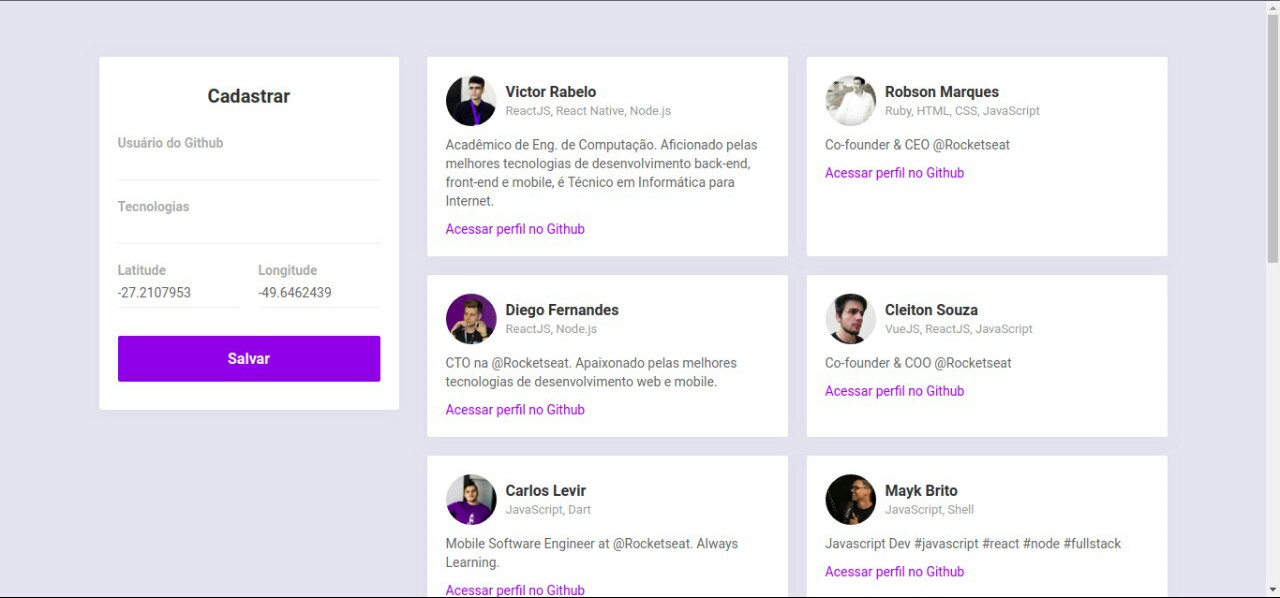 Cadastrar
Usuário do Github
Tecnologias
Latitude
Longitude
-27.2107953
-49.6462439
Salvar
Victor Rabelo
ReactJS, React Native, Node.js
Acadêmico de Eng. de Computação. Aficionado pelas
melhores tecnologias de desenvolvimento back-end,
front-end e mobile, é Técnico em Informática para
Internet.
Acessar perfil no Github
Robson Marques
Ruby, HTML, CSS, JavaScript
Co-founder & CEO @Rocketseat
Acessar perfil no Github
Diego Fernandes
ReactJS, Node.js
CTO na @Rocketseat. Apaixonado pelas melhores
tecnologias de desenvolvimento web e mobile.
Acessar perfil no Github
Cleiton Souza
VueJS, ReactJS, JavaScript
Co-founder & COO @Rocketseat
Acessar perfil no Github
Carlos Levir
JavaScript, Dart
Mobile Software Engineer at @Rocketseat. Always
Learning.
Acessar perfil no Github
Mayk Brito
JavaScript, Shell
Javascript Dev #javascript #react #node #fullstack
Acessar perfil no Github